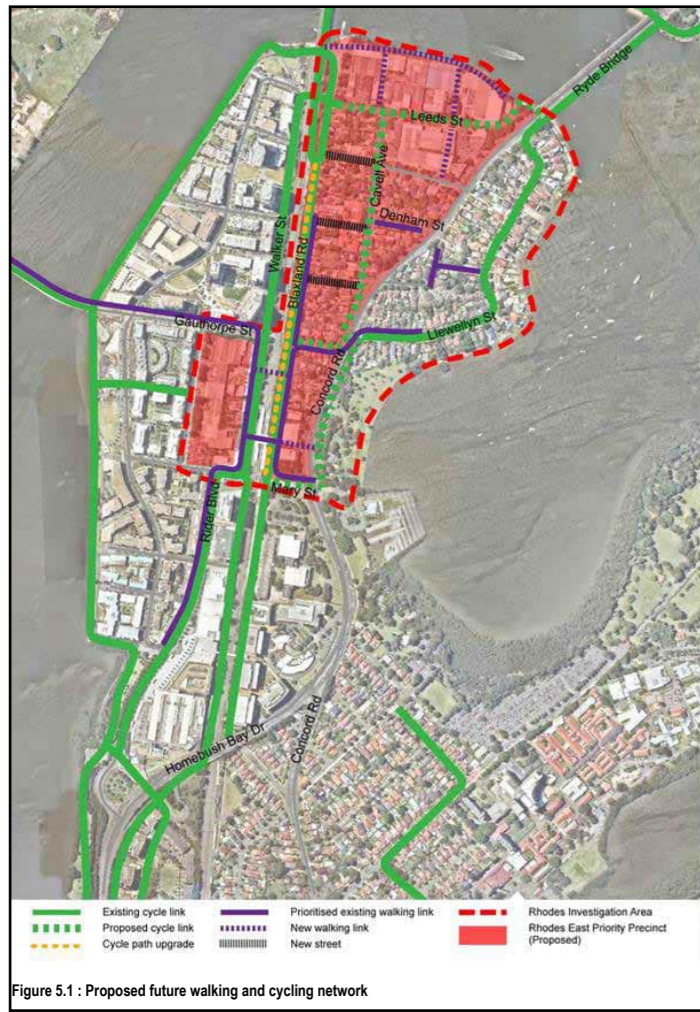 Ryde Bridge
Leeds St
Cavell Ave
Denham St
Walker St
Blaxland Rd
Gauthorpe St
Llewellyn St
Concord Rd
Mary St
Rider Blvd
Homebush Bay Dr
Concord Rd
Existing cycle link
Proposed cycle link
Cycle path upgrade
Prioritised existing walking link
New walking link
New street
Rhodes Investigation Area
Rhodes East Priority Precinct
(Proposed)
Figure 5.1 : Proposed future walking and cycling network